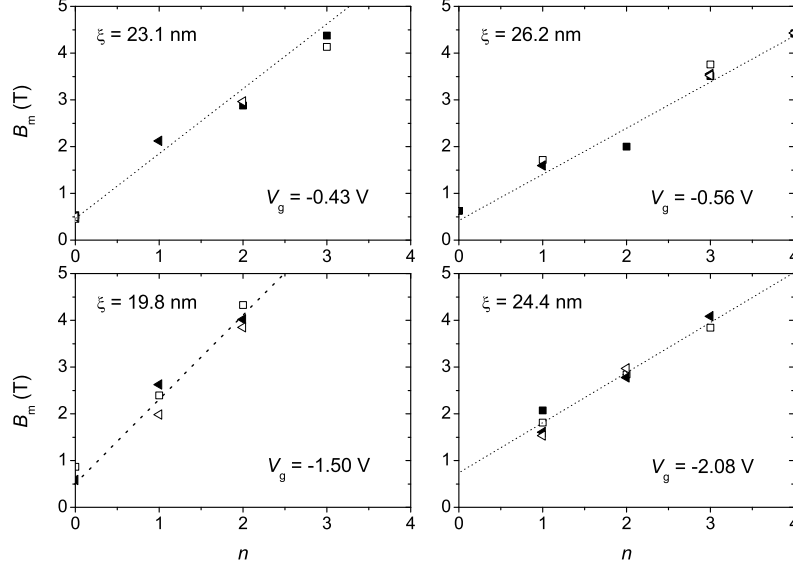 5
4
3
2
1
0
B_m (T)
ξ = 23.1 nm
V_g = -0.43 V
0 1 2 3 4
5
4
3
2
1
0
ξ = 26.2 nm
V_g = -0.56 V
0 1 2 3 4
5
4
3
2
1
0
B_m (T)
ξ = 19.8 nm
V_g = -1.50 V
0 1 2 3 4
n
5
4
3
2
1
0
ξ = 24.4 nm
V_g = -2.08 V
0 1 2 3 4
n